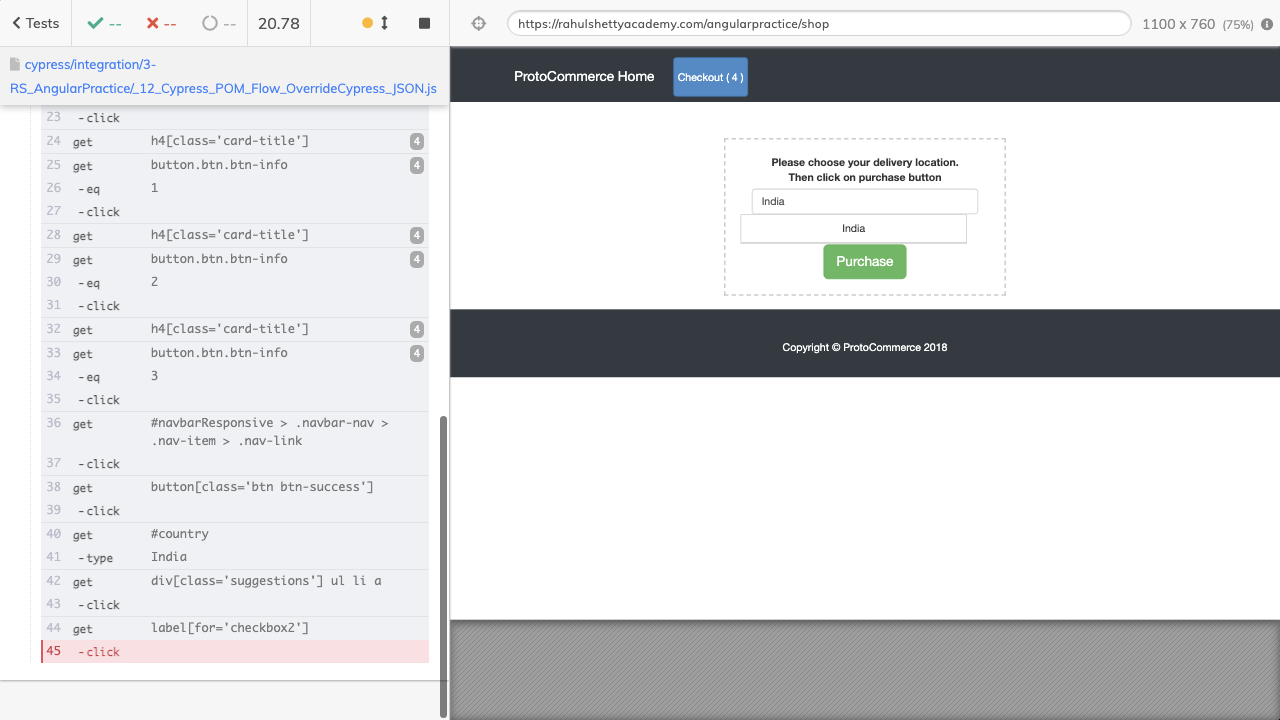 Tests
--
--
--
20.78
https://rahulshettyacademy.com/angularpractice/shop
1100 x 760 (75%)
cypress/integration/3-
RS_AngularPractice/_12_Cypress_POM_Flow_OverrideCypress_JSON.js
23 -click
24 get h4[class='card-title'] 4
25 get button.btn.btn-info 4
26 -eq 1
27 -click
28 get h4[class='card-title'] 4
29 get button.btn.btn-info 4
30 -eq 2
31 -click
32 get h4[class='card-title'] 4
33 get button.btn.btn-info 4
34 -eq 3
35 -click
36 get #navbarResponsive > .navbar-nav >
.nav-item > .nav-link
37 -click
38 get button[class='btn btn-success']
39 -click
40 get #country
41 -type India
42 get div[class='suggestions'] ul li a
43 -click
44 get label[for='checkbox2']
45 -click
ProtoCommerce Home
Checkout ( 4 )
Please choose your delivery location.
Then click on purchase button
India
India
Purchase
Copyright © ProtoCommerce 2018